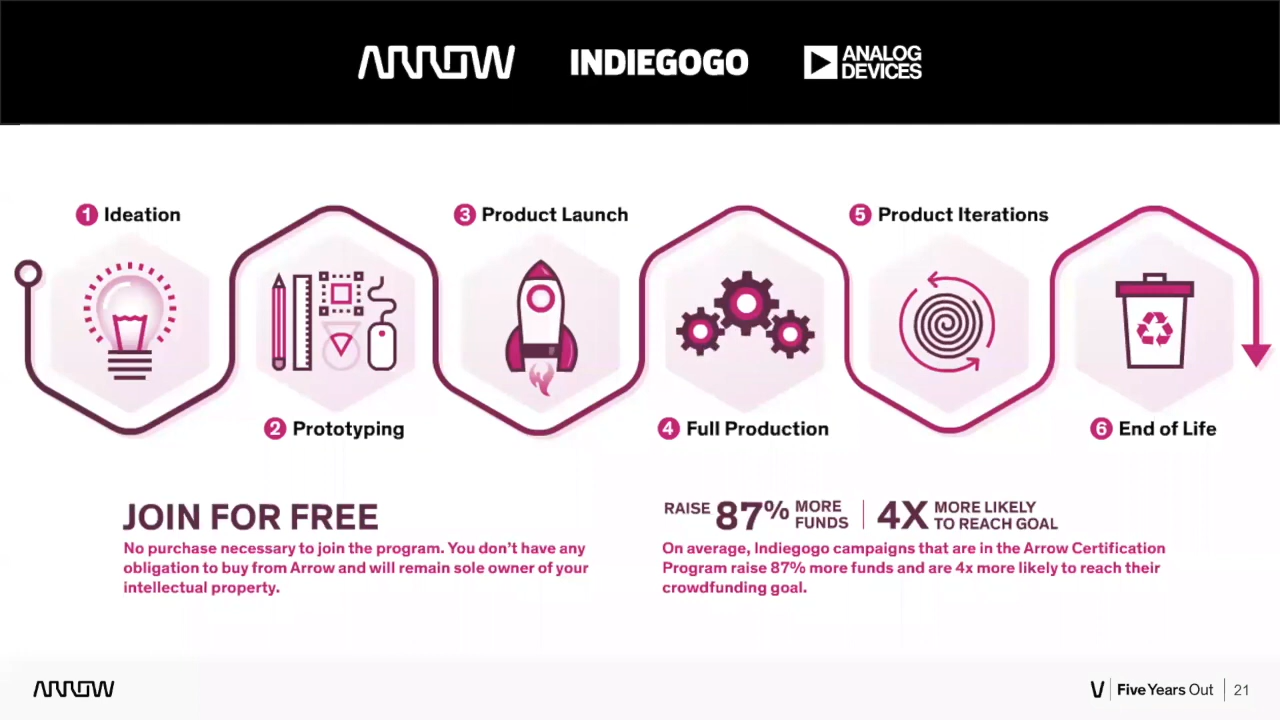 ARROW
INDIEGOGO
ANALOG
DEVICES
1 Ideation
3 Product Launch
5 Product Iterations
2 Prototyping
4 Full Production
6 End of Life
JOIN FOR FREE
No purchase necessary to join the program. You don't have any
obligation to buy from Arrow and will remain sole owner of your
intellectual property.
RAISE 87% MORE
FUNDS
4X MORE LIKELY
TO REACH GOAL
On average, Indiegogo campaigns that are in the Arrow Certification
Program raise 87% more funds and are 4x more likely to reach their
crowdfunding goal.
ARROW
Five Years Out
21